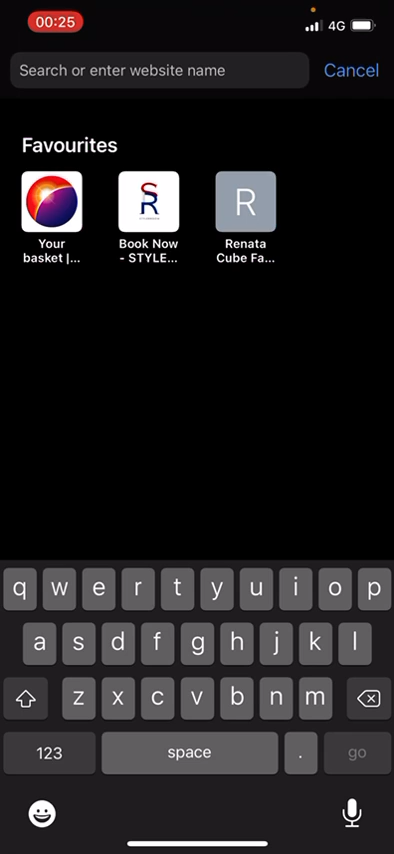 00:25
4G
Search or enter website name
Cancel
Favourites
SR
R
Your
basket |...
Book Now
- STYLE...
Renata
Cube Fa...
q w e r t y u i o p
a s d f g h j k l
z x c v b n m
123
space
.
go